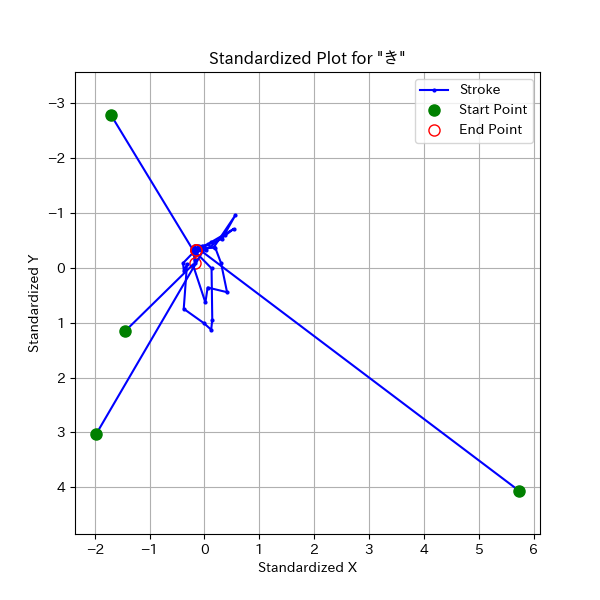 Standardized Plot for "き"
Stroke
Start Point
End Point
−3
−2
−1
0
1
2
3
4
Standardized Y
−2 −1 0 1 2 3 4 5 6
Standardized X